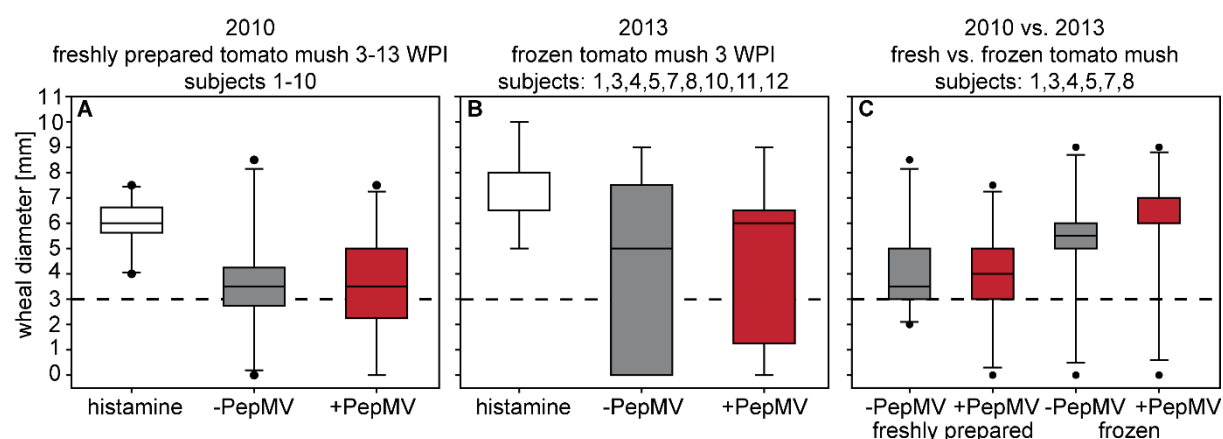 2010
freshly prepared tomato mush 3-13 WPI
subjects 1-10
2013
frozen tomato mush 3 WPI
subjects: 1,3,4,5,7,8,10,11,12
2010 vs. 2013
fresh vs. frozen tomato mush
subjects: 1,3,4,5,7,8
A
B
C
wheal diameter [mm]
11
10
9
8
7
6
5
4
3
2
1
0
histamine -PepMV +PepMV
histamine -PepMV +PepMV
-PepMV +PepMV -PepMV +PepMV
freshly prepared frozen